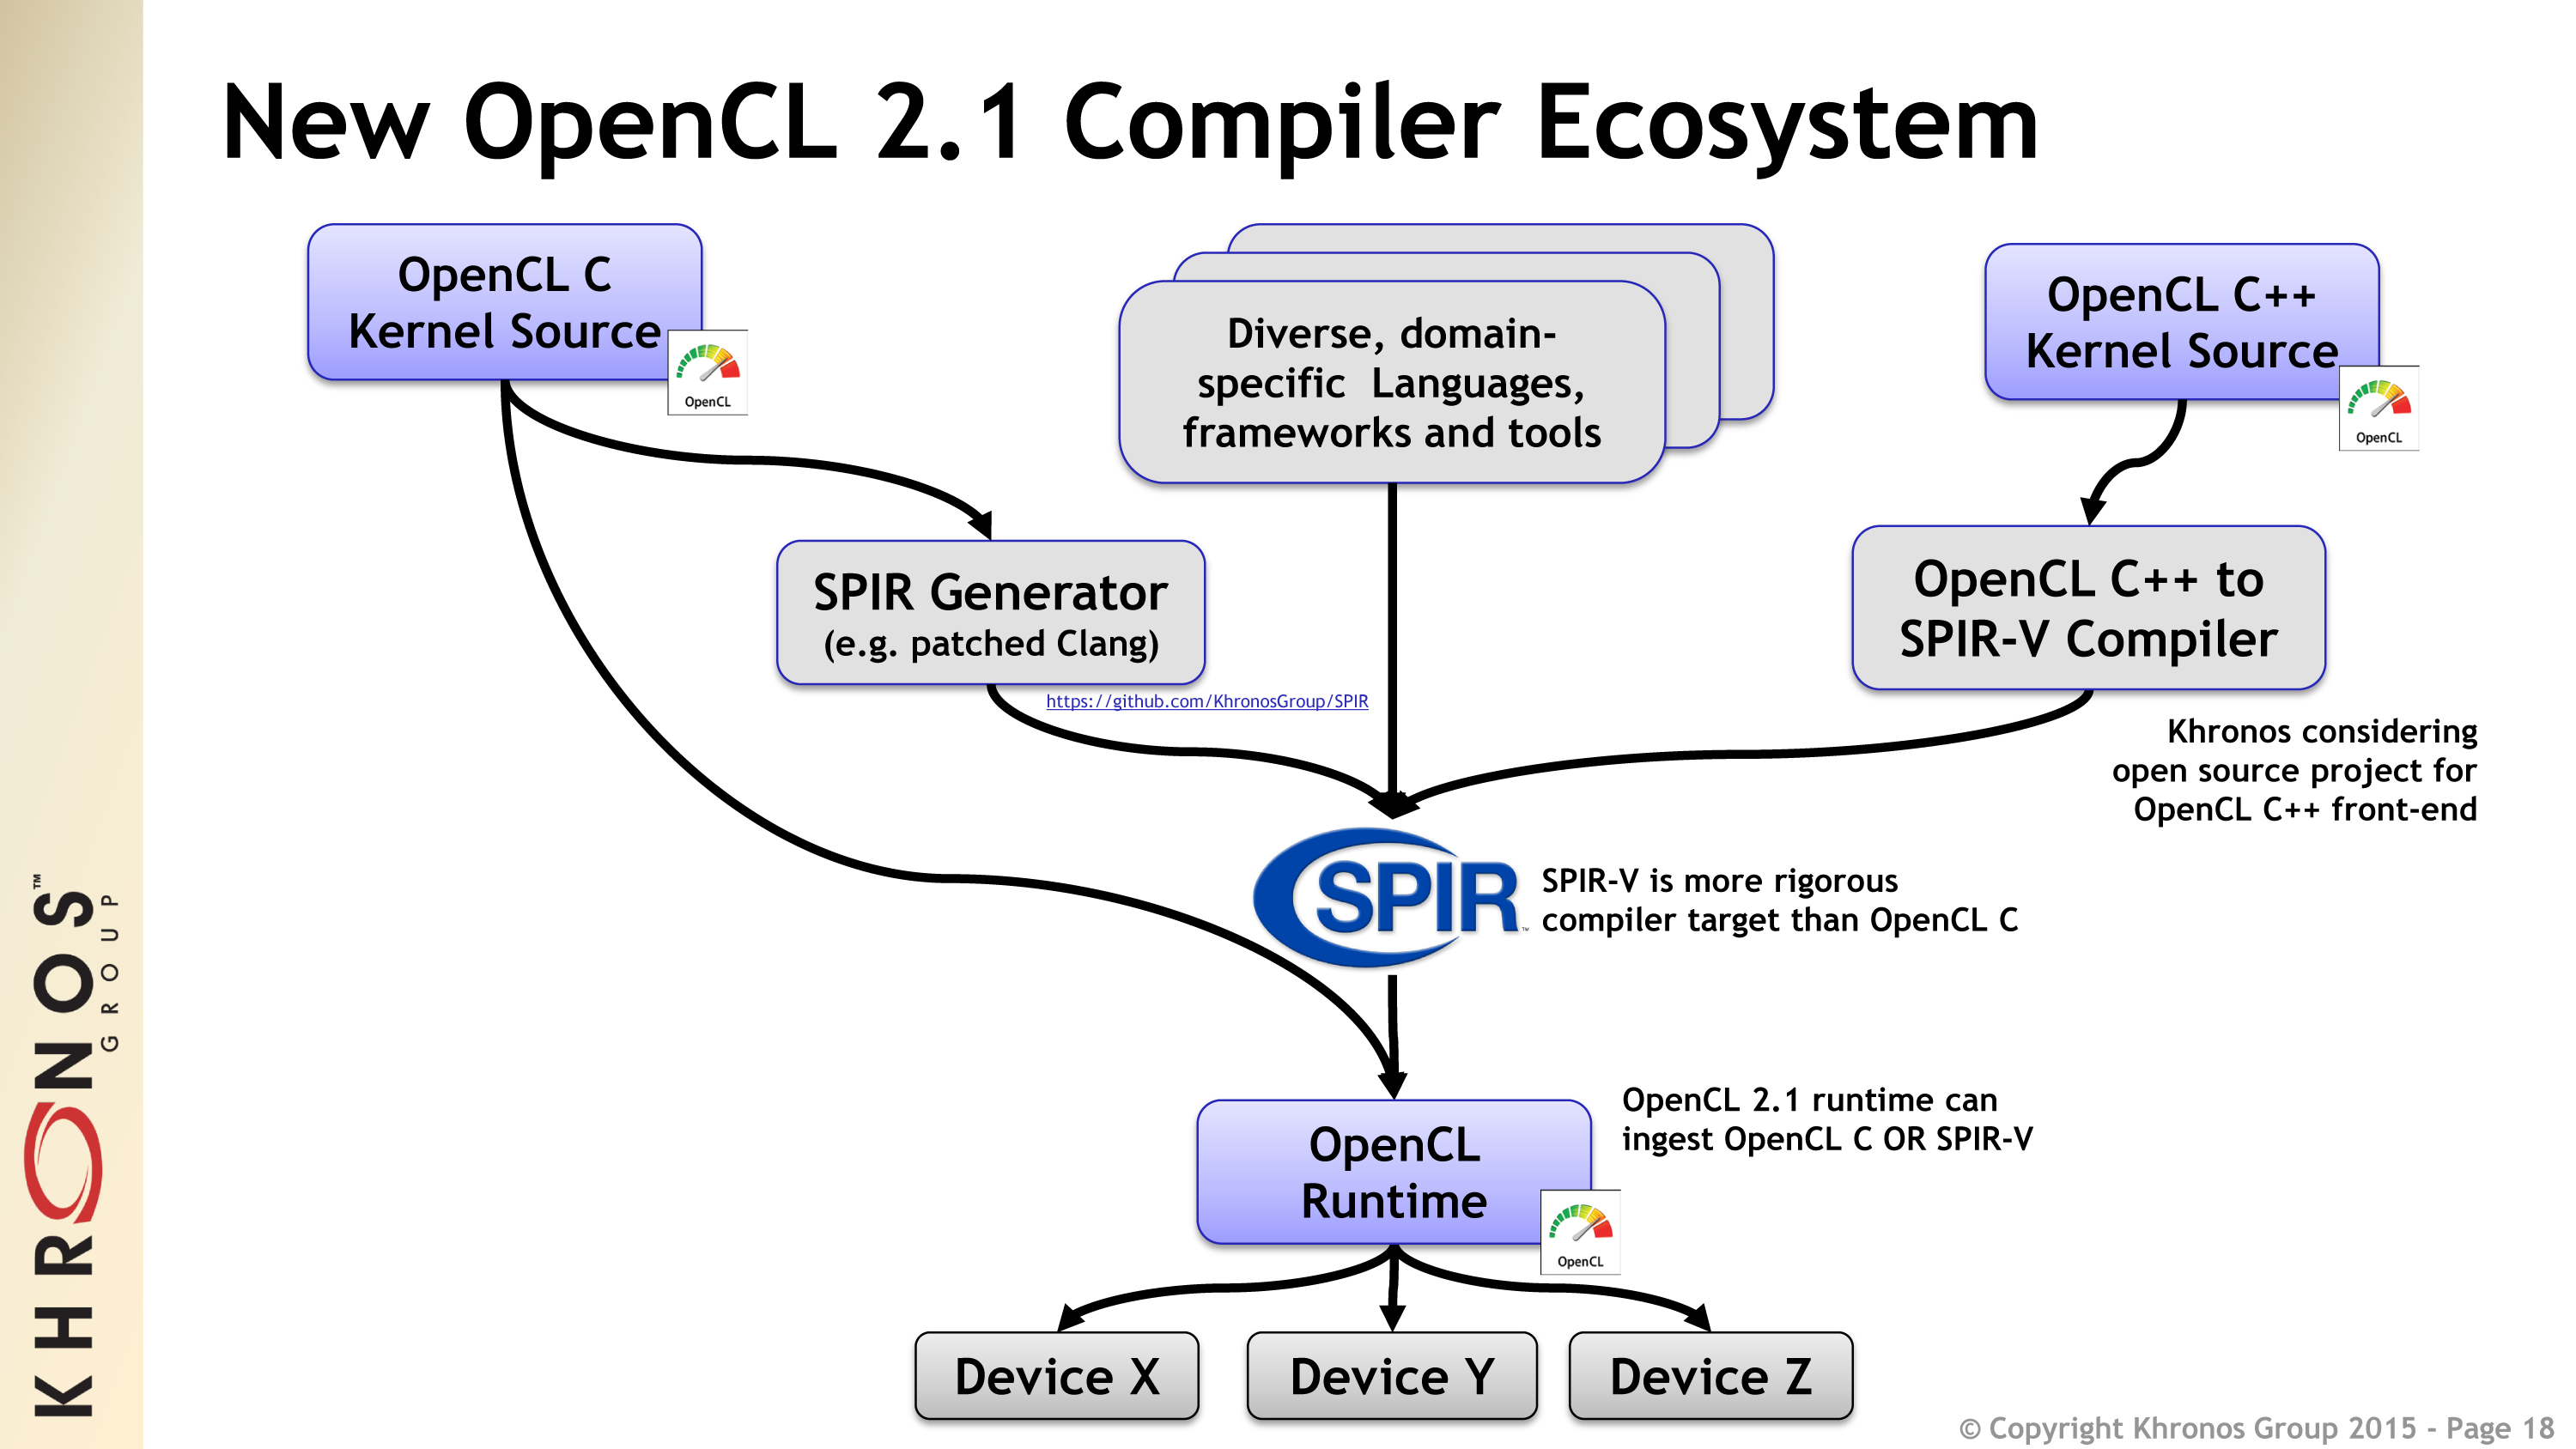 New OpenCL 2.1 Compiler Ecosystem
OpenCL C
Kernel Source
OpenCL
Diverse, domain-
specific Languages,
frameworks and tools
OpenCL C++
Kernel Source
OpenCL
SPIR Generator
(e.g. patched Clang)
https://github.com/KhronosGroup/SPIR
OpenCL C++ to
SPIR-V Compiler
Khronos considering
open source project for
OpenCL C++ front-end
SPIR™
SPIR-V is more rigorous
compiler target than OpenCL C
OpenCL 2.1 runtime can
ingest OpenCL C OR SPIR-V
OpenCL
Runtime
OpenCL
Device X
Device Y
Device Z
KHRONOS™
GROUP
© Copyright Khronos Group 2015 - Page 18